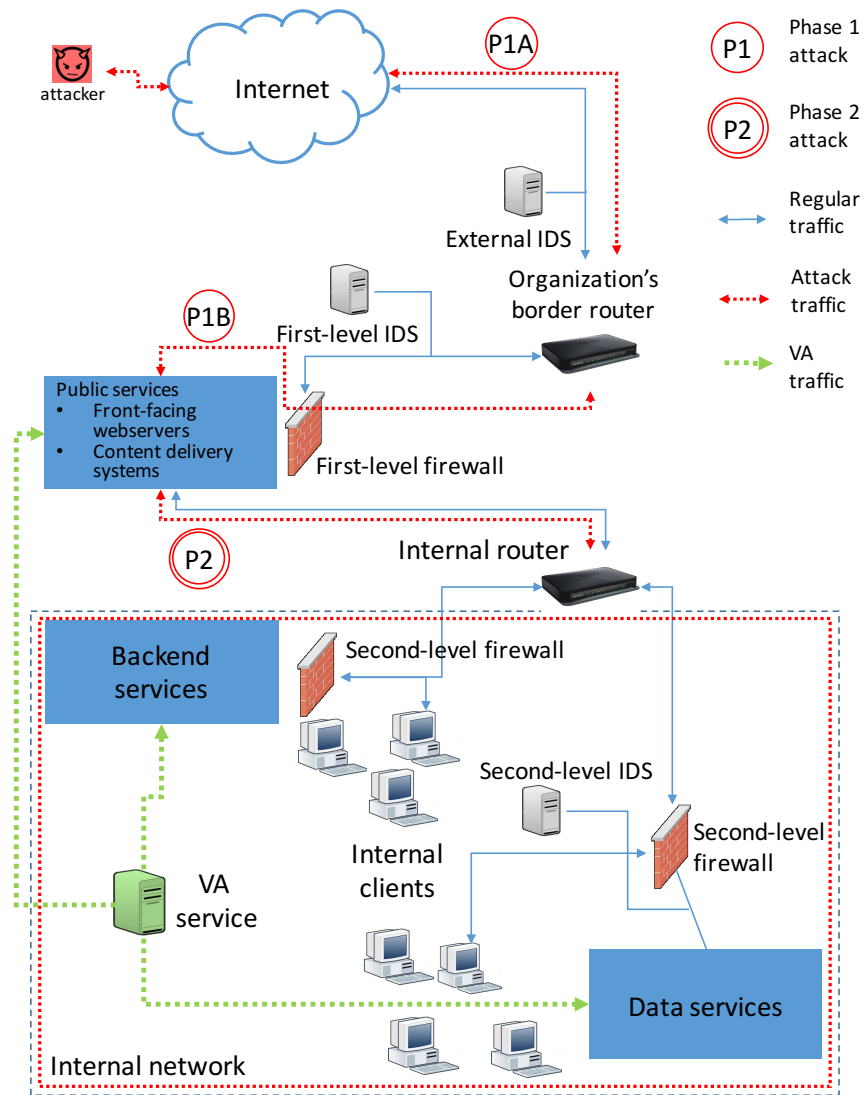 P1A
P1
Phase 1
attack
attacker
Internet
P2
Phase 2
attack
External IDS
Regular
traffic
Organization's
border router
Attack
traffic
P1B
First-level IDS
VA
traffic
Public services
• Front-facing
webservers
• Content delivery
systems
First-level firewall
P2
Internal router
Backend
services
Second-level firewall
Second-level IDS
Second-level
firewall
Internal
clients
VA
service
Data services
Internal network